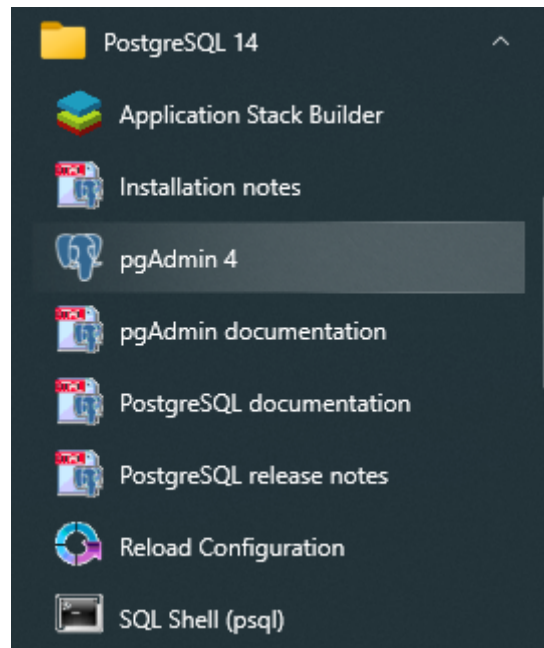 PostgreSQL 14
Application Stack Builder
Installation notes
pgAdmin 4
pgAdmin documentation
PostgreSQL documentation
PostgreSQL release notes
Reload Configuration
SQL Shell (psql)